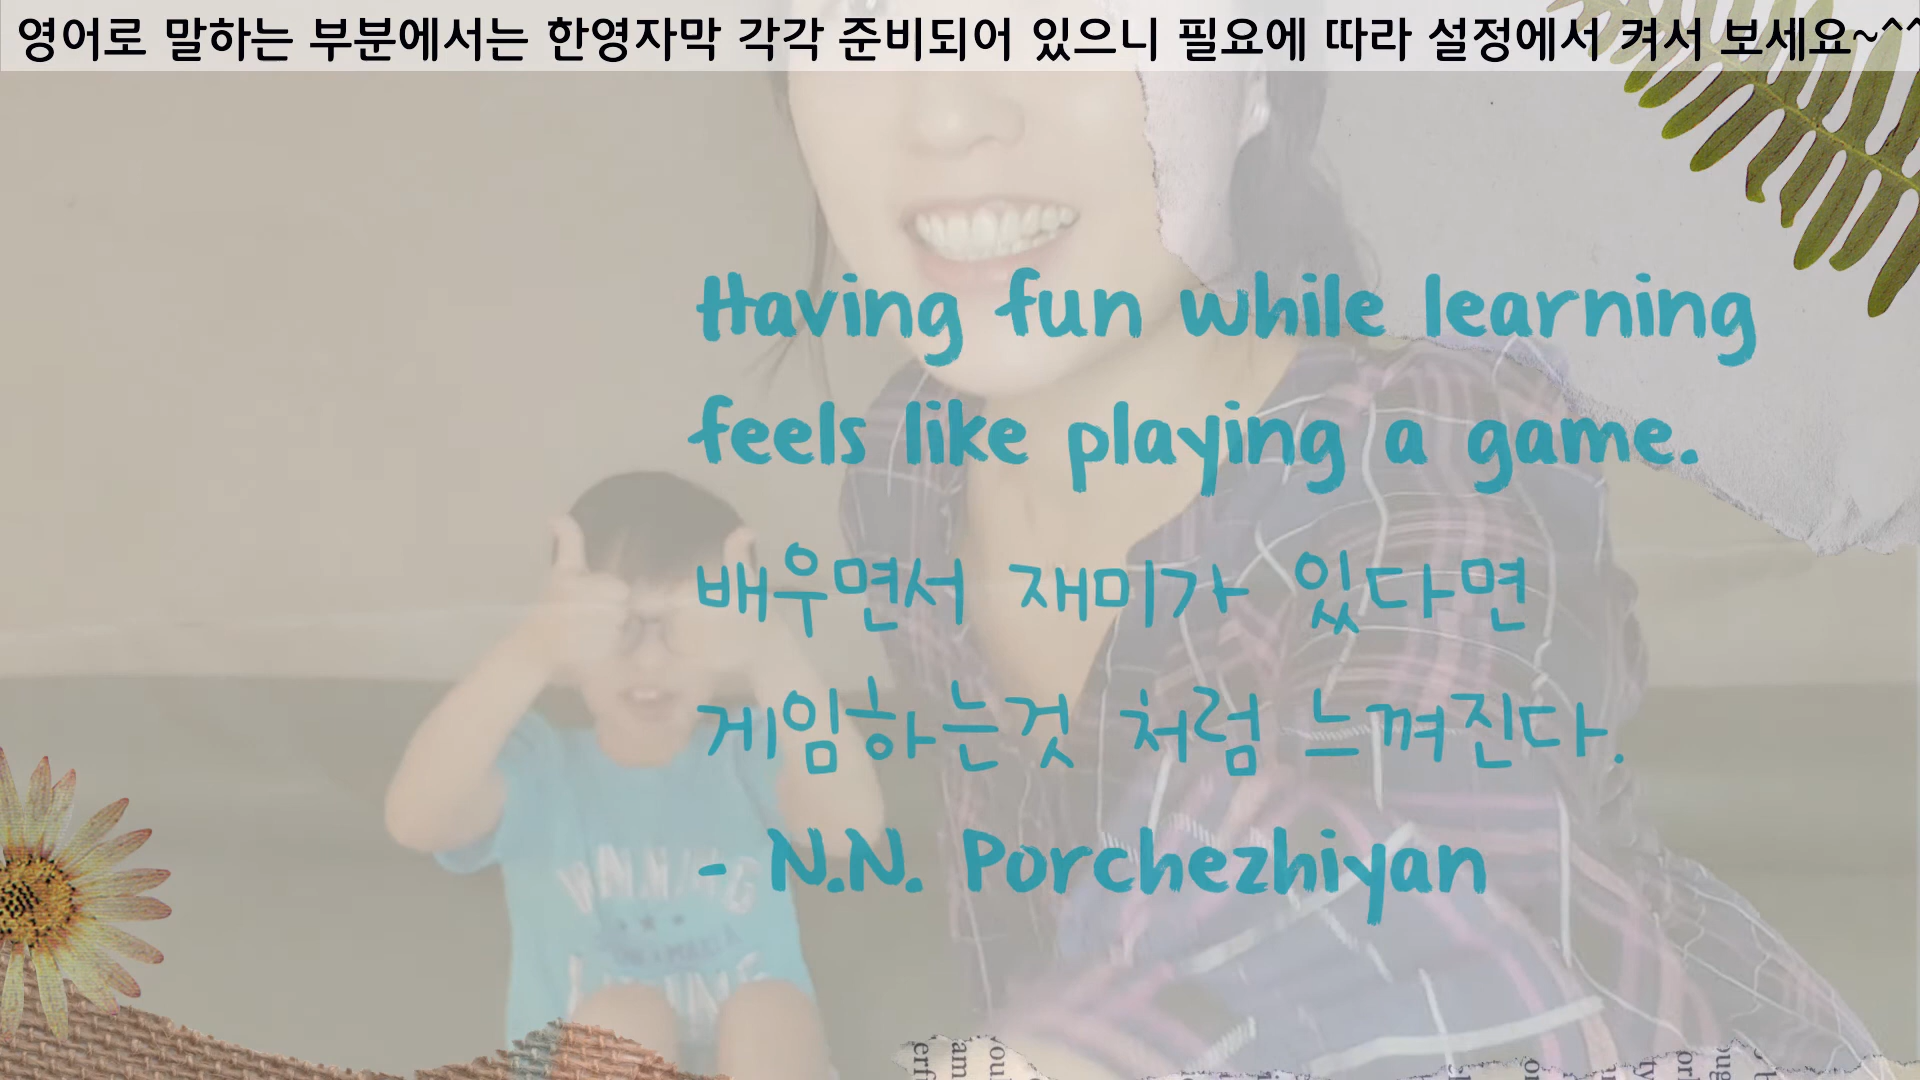 영어로 말하는 부분에서는 한영자막 각각 준비되어 있으니 필요에 따라 설정에서 켜서 보세요~^^
Having fun while learning
feels like playing a game.
배우면서 재미가 있다면
게임하는것 처럼 느껴진다.
- N.N. Porchezhiyan